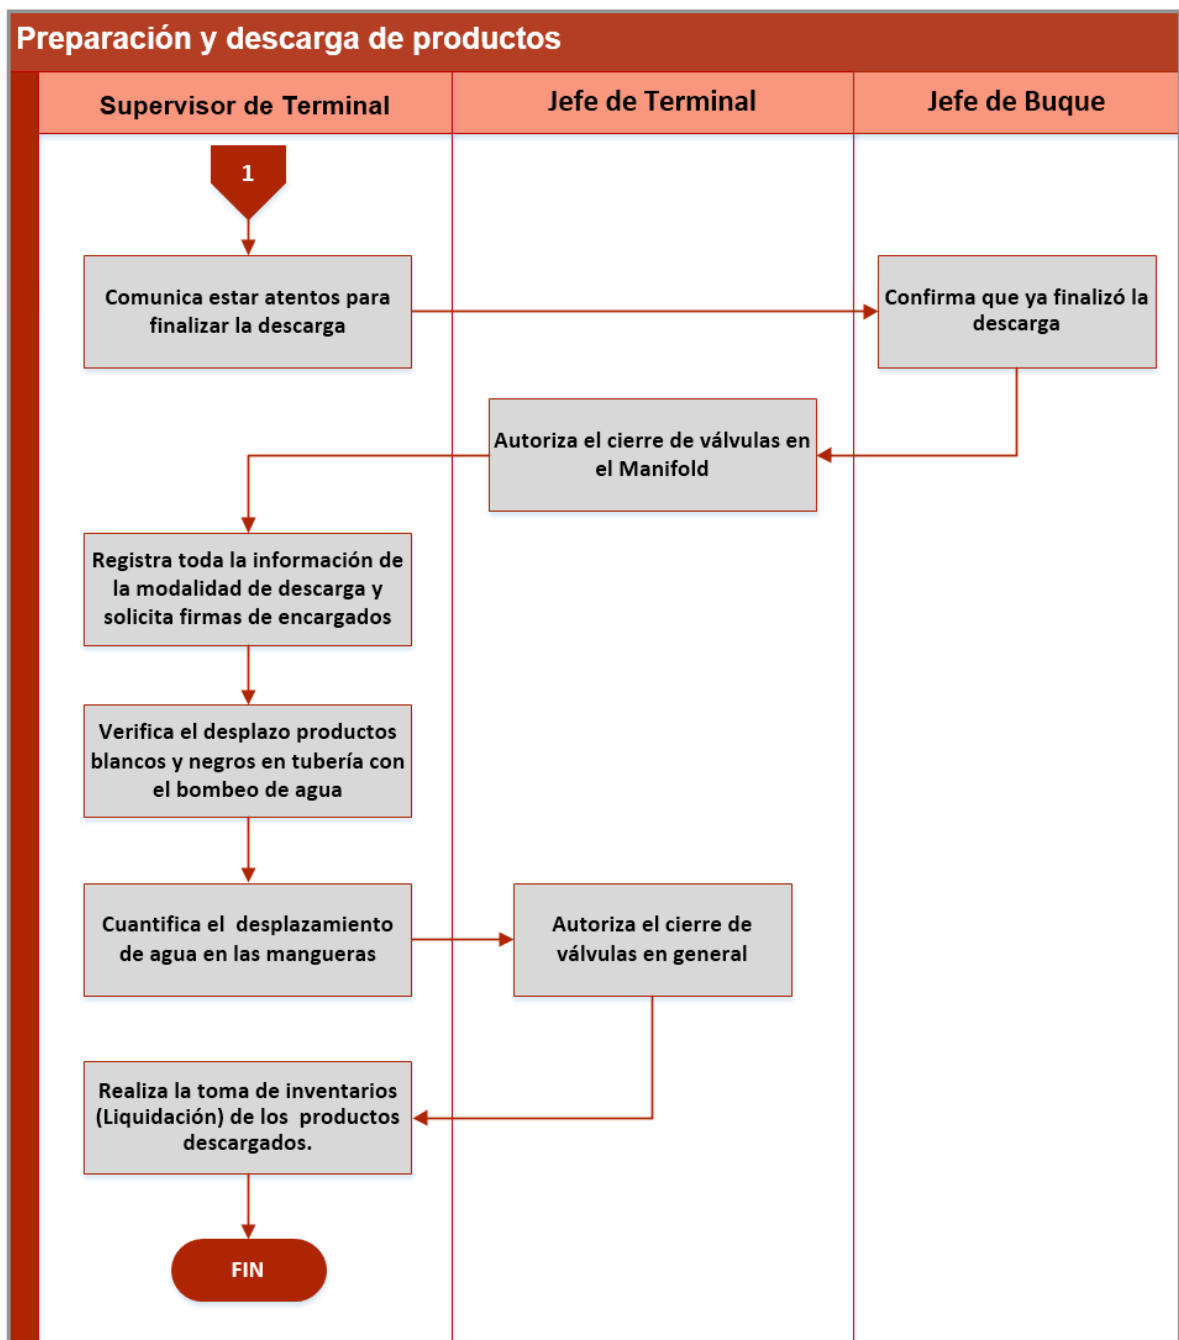 Preparación y descarga de productos
Supervisor de Terminal
Jefe de Terminal
Jefe de Buque
1
Comunica estar atentos para
finalizar la descarga
Confirma que ya finalizó la
descarga
Autoriza el cierre de válvulas en
el Manifold
Registra toda la información de
la modalidad de descarga y
solicita firmas de encargados
Verifica el desplazo productos
blancos y negros en tubería con
el bombeo de agua
Cuantifica el desplazamiento
de agua en las mangueras
Autoriza el cierre de
válvulas en general
Realiza la toma de inventarios
(Liquidación) de los productos
descargados.
FIN